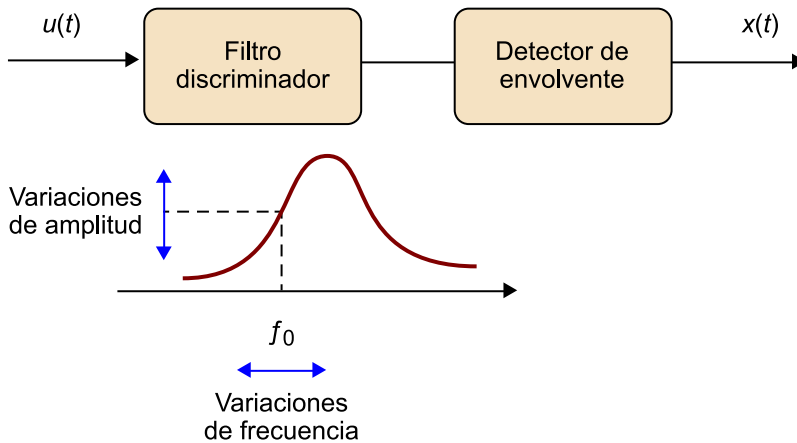 u(t)
Filtro
discriminador
Detector de
envolvente
x(t)
Variaciones
de amplitud
f0
Variaciones
de frecuencia